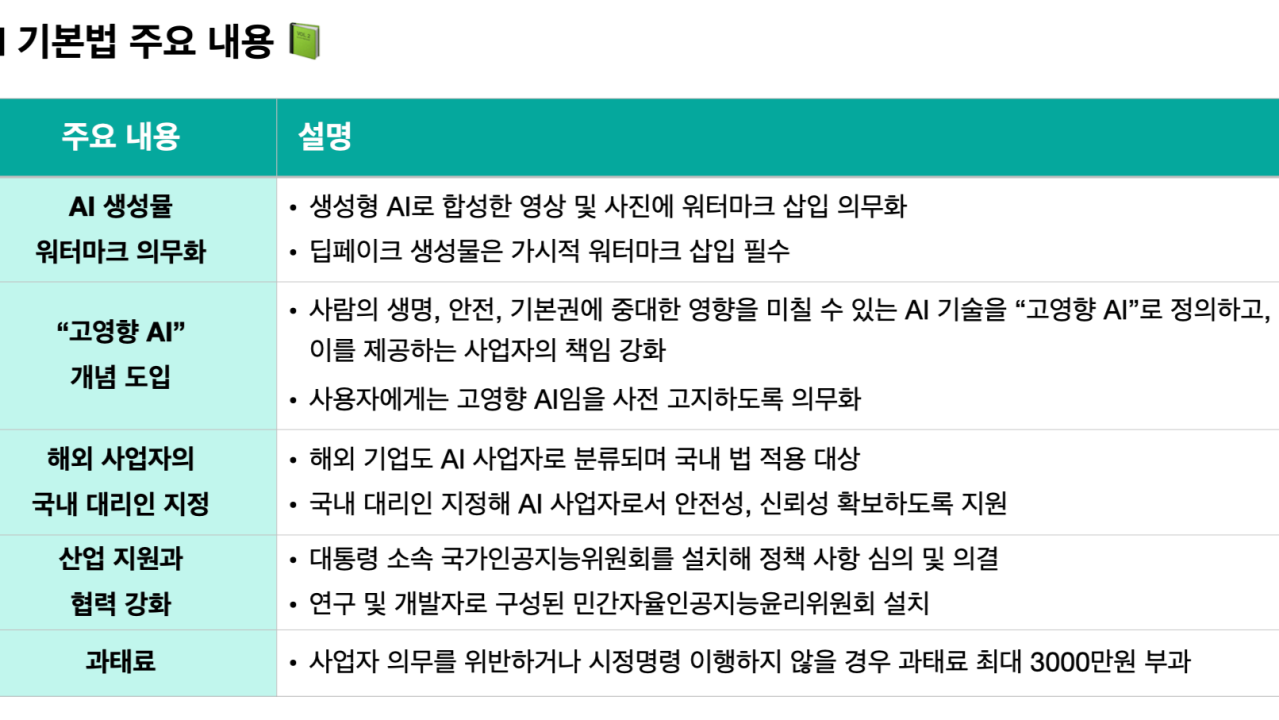 기본법 주요 내용
주요 내용
설명
AI 생성물
워터마크 의무화
• 생성형 AI로 합성한 영상 및 사진에 워터마크 삽입 의무화
• 딥페이크 생성물은 가시적 워터마크 삽입 필수
“고영향 AI”
개념 도입
• 사람의 생명, 안전, 기본권에 중대한 영향을 미칠 수 있는 AI 기술을 “고영향 AI”로 정의하고,
이를 제공하는 사업자의 책임 강화
• 사용자에게는 고영향 AI임을 사전 고지하도록 의무화
해외 사업자의
국내 대리인 지정
• 해외 기업도 AI 사업자로 분류되며 국내 법 적용 대상
• 국내 대리인 지정해 AI 사업자로서 안전성, 신뢰성 확보하도록 지원
산업 지원과
협력 강화
• 대통령 소속 국가인공지능위원회를 설치해 정책 사항 심의 및 의결
• 연구 및 개발자로 구성된 민간자율인공지능윤리위원회 설치
과태료
• 사업자 의무를 위반하거나 시정명령 이행하지 않을 경우 과태료 최대 3000만원 부과